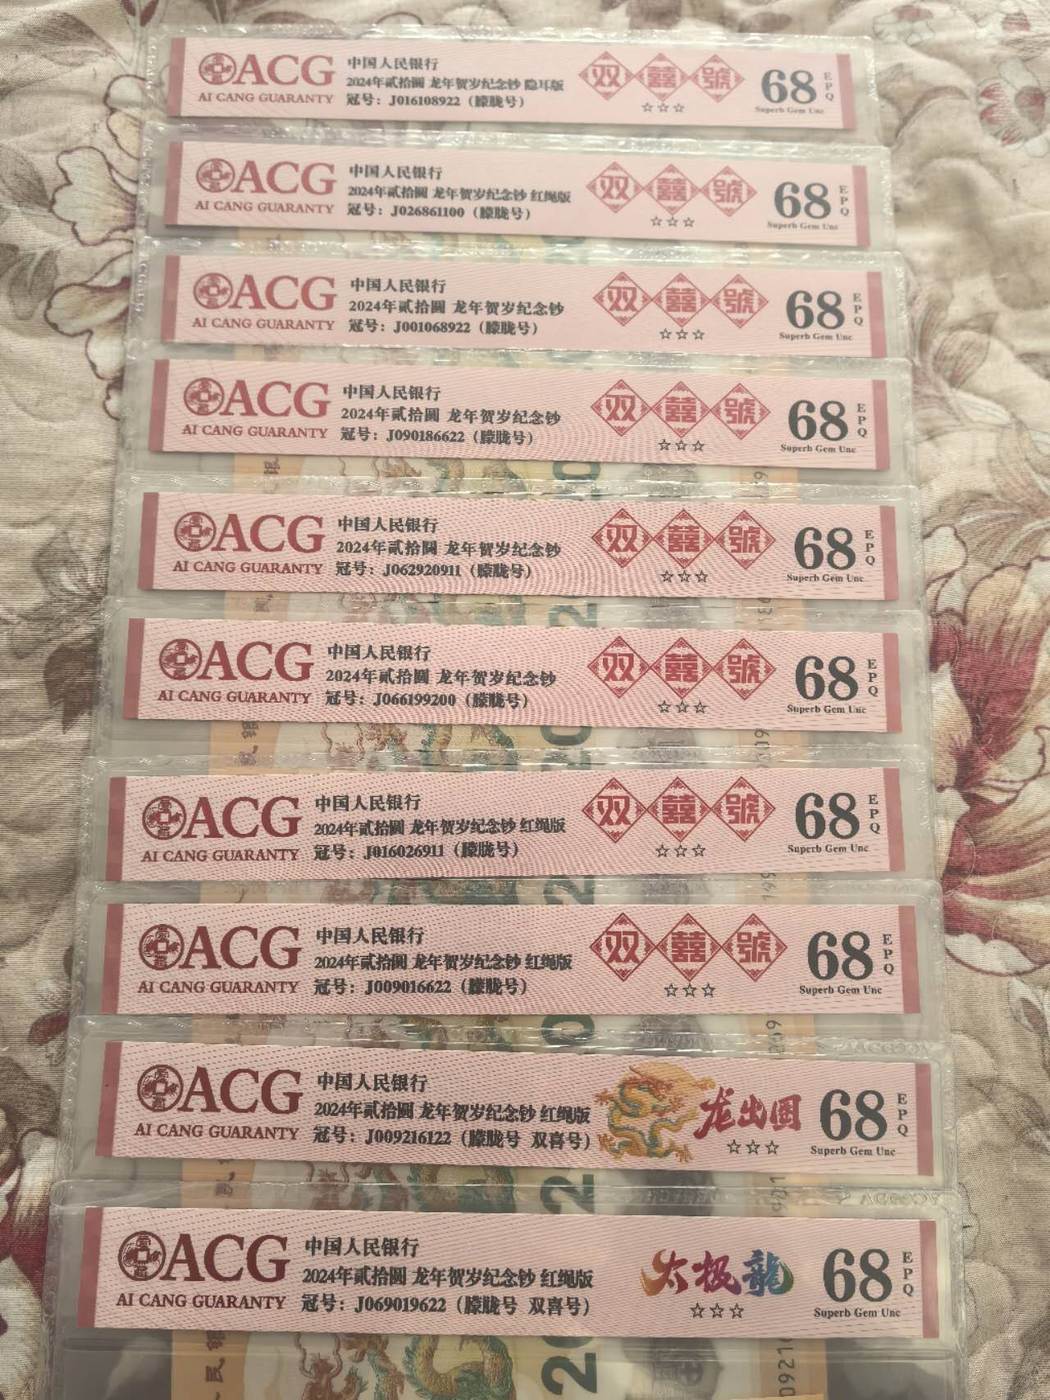 ACG
AI CANG GUARANTY
中国人民银行
2024年贰拾圆 龙年贺岁纪念钞 隐耳版
冠号：J016108922（朦胧号）
双囍號
☆☆☆
68
EPQ
Superb Gem Unc
ACG
AI CANG GUARANTY
中国人民银行
2024年贰拾圆 龙年贺岁纪念钞 红绳版
冠号：J026861100（朦胧号）
双囍號
☆☆☆
68
EPQ
Superb Gem Unc
ACG
AI CANG GUARANTY
中国人民银行
2024年贰拾圆 龙年贺岁纪念钞
冠号：J001068922（朦胧号）
双囍號
☆☆☆
68
EPQ
Superb Gem Unc
ACG
AI CANG GUARANTY
中国人民银行
2024年贰拾圆 龙年贺岁纪念钞
冠号：J090186622（朦胧号）
双囍號
☆☆☆
68
EPQ
Superb Gem Unc
ACG
AI CANG GUARANTY
中国人民银行
2024年贰拾圆 龙年贺岁纪念钞
冠号：J062920911（朦胧号）
双囍號
☆☆☆
68
EPQ
Superb Gem Unc
ACG
AI CANG GUARANTY
中国人民银行
2024年贰拾圆 龙年贺岁纪念钞
冠号：J066199200（朦胧号）
双囍號
☆☆☆
68
EPQ
Superb Gem Unc
ACG
AI CANG GUARANTY
中国人民银行
2024年贰拾圆 龙年贺岁纪念钞 红绳版
冠号：J016026911（朦胧号）
双囍號
☆☆☆
68
EPQ
Superb Gem Unc
ACG
AI CANG GUARANTY
中国人民银行
2024年贰拾圆 龙年贺岁纪念钞 红绳版
冠号：J009016622（朦胧号）
双囍號
☆☆☆
68
EPQ
Superb Gem Unc
ACG
AI CANG GUARANTY
中国人民银行
2024年贰拾圆 龙年贺岁纪念钞 红绳版
冠号：J009216122（朦胧号 双喜号）
龙出圆
☆☆☆
68
EPQ
Superb Gem Unc
ACG
AI CANG GUARANTY
中国人民银行
2024年贰拾圆 龙年贺岁纪念钞 红绳版
冠号：J069019622（朦胧号 双喜号）
太极龍
☆☆☆
68
EPQ
Superb Gem Unc